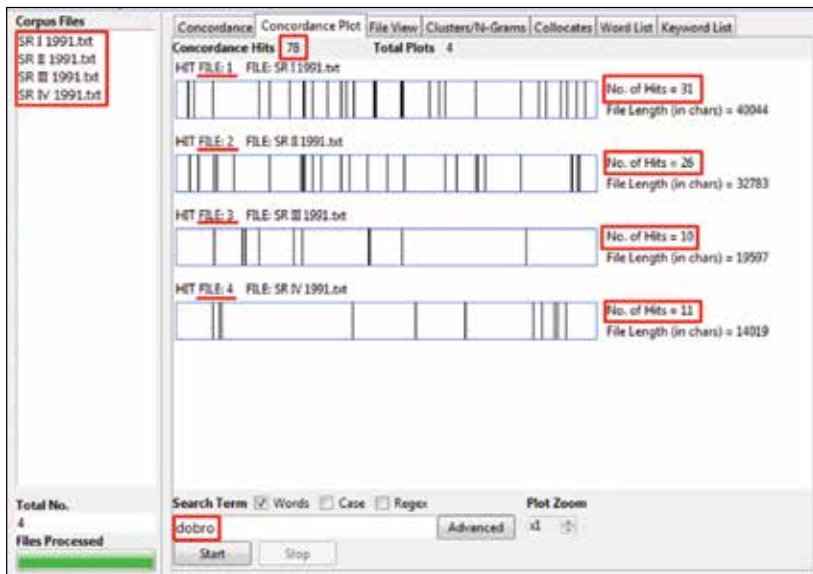 Corpus Files
SR I 1991.txt
SR II 1991.txt
SR III 1991.txt
SR IV 1991.txt
Total No.
4
Files Processed
Concordance Concordance Plot File View Clusters/N-Grams Collocates Word List Keyword List
Concordance Hits 78 Total Plots 4
HIT FILE: 1 FILE: SR I 1991.txt
No. of Hits = 31
File Length (in chars) = 40044
HIT FILE: 2 FILE: SR II 1991.txt
No. of Hits = 26
File Length (in chars) = 32783
HIT FILE: 3 FILE: SR III 1991.txt
No. of Hits = 10
File Length (in chars) = 19597
HIT FILE: 4 FILE: SR IV 1991.txt
No. of Hits = 11
File Length (in chars) = 14019
Search Term Words Case Regex Plot Zoom
dobro Advanced x1
Start Stop